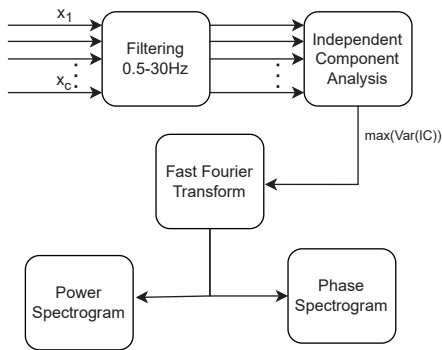 x1
xc
Filtering
0.5-30Hz
Independent
Component
Analysis
max(Var(IC))
Fast Fourier
Transform
Power
Spectrogram
Phase
Spectrogram